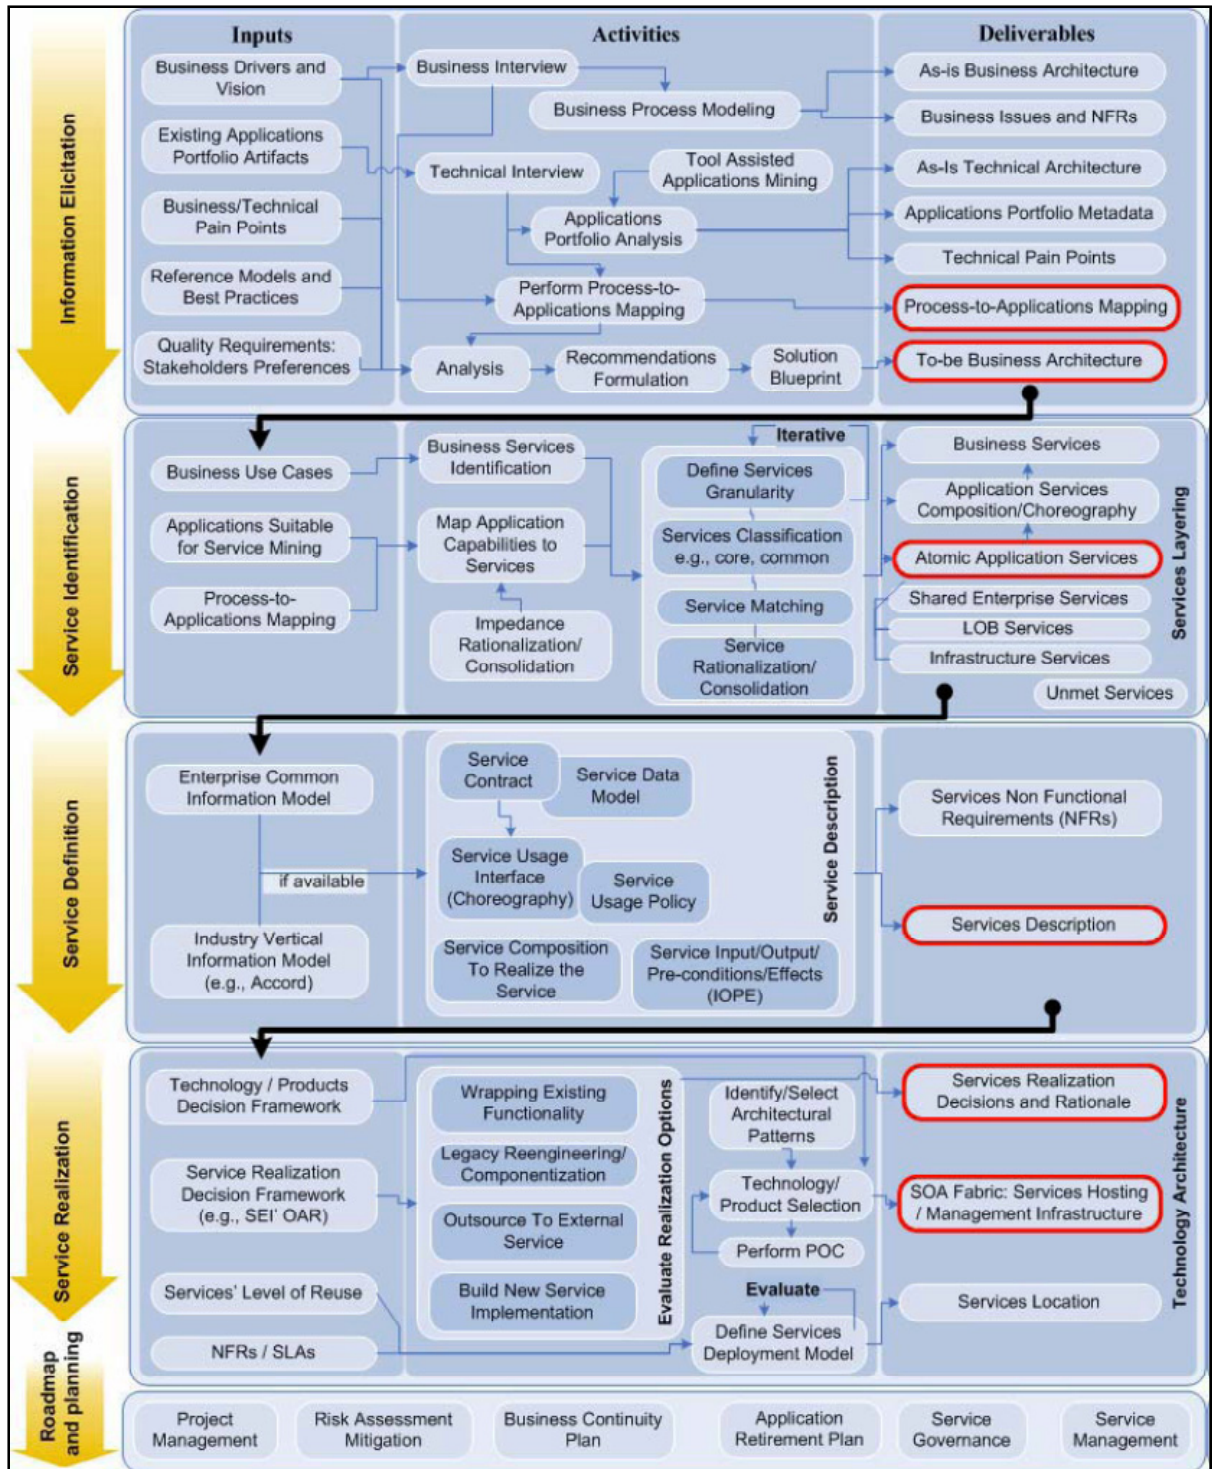 Inputs
Activities
Deliverables
Information Elicitation
Business Drivers and
Vision
Existing Applications
Portfolio Artifacts
Business/Technical
Pain Points
Reference Models and
Best Practices
Quality Requirements:
Stakeholders Preferences
Business Interview
Business Process Modeling
Technical Interview
Tool Assisted
Applications Mining
Applications
Portfolio Analysis
Perform Process-to-
Applications Mapping
Analysis
Recommendations
Formulation
Solution
Blueprint
As-is Business Architecture
Business Issues and NFRs
As-Is Technical Architecture
Applications Portfolio Metadata
Technical Pain Points
Process-to-Applications Mapping
To-be Business Architecture
Service Identification
Business Use Cases
Applications Suitable
for Service Mining
Process-to-
Applications Mapping
Business Services
Identification
Map Application
Capabilities to
Services
Impedance
Rationalization/
Consolidation
Iterative
Define Services
Granularity
Services Classification
e.g., core, common
Service Matching
Service
Rationalization/
Consolidation
Business Services
Application Services
Composition/Choreography
Atomic Application Services
Shared Enterprise Services
LOB Services
Infrastructure Services
Unmet Services
Services Layering
Service Definition
Enterprise Common
Information Model
if available
Industry Vertical
Information Model
(e.g., Accord)
Service
Contract
Service Data
Model
Service Usage
Interface
(Choreography)
Service
Usage Policy
Service Composition
To Realize the
Service
Service Input/Output/
Pre-conditions/Effects
(IOPE)
Service Description
Services Non Functional
Requirements (NFRs)
Services Description
Service Realization
Technology / Products
Decision Framework
Service Realization
Decision Framework
(e.g., SEI' OAR)
Services' Level of Reuse
NFRs / SLAs
Wrapping Existing
Functionality
Legacy Reengineering/
Componentization
Outsource To External
Service
Build New Service
Implementation
Evaluate Realization Options
Identify/Select
Architectural
Patterns
Technology/
Product Selection
Perform POC
Evaluate
Define Services
Deployment Model
Services Realization
Decisions and Rationale
SOA Fabric: Services Hosting
/ Management Infrastructure
Services Location
Technology Architecture
Roadmap
and planning
Project
Management
Risk Assessment
Mitigation
Business Continuity
Plan
Application
Retirement Plan
Service
Governance
Service
Management